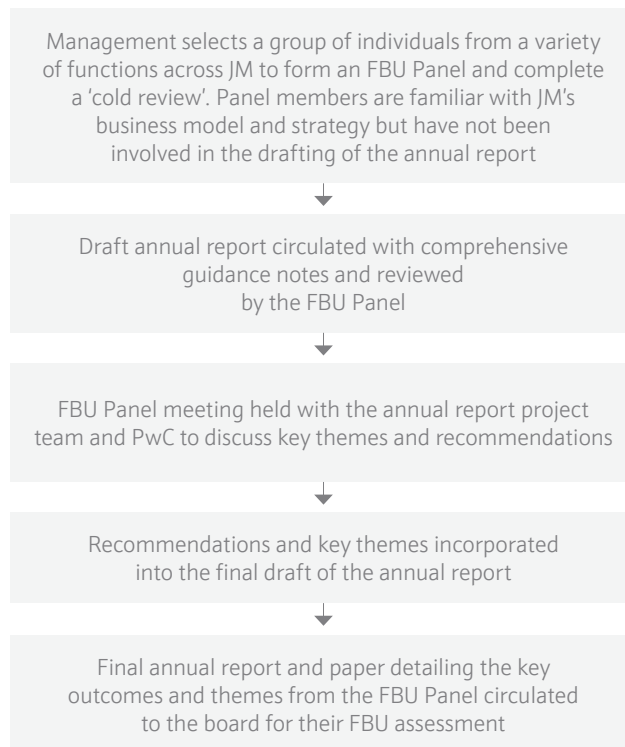 Management selects a group of individuals from a variety
of functions across JM to form an FBU Panel and complete
a ‘cold review’. Panel members are familiar with JM’s
business model and strategy but have not been
involved in the drafting of the annual report
Draft annual report circulated with comprehensive
guidance notes and reviewed
by the FBU Panel
FBU Panel meeting held with the annual report project
team and PwC to discuss key themes and recommendations
Recommendations and key themes incorporated
into the final draft of the annual report
Final annual report and paper detailing the key
outcomes and themes from the FBU Panel circulated
to the board for their FBU assessment